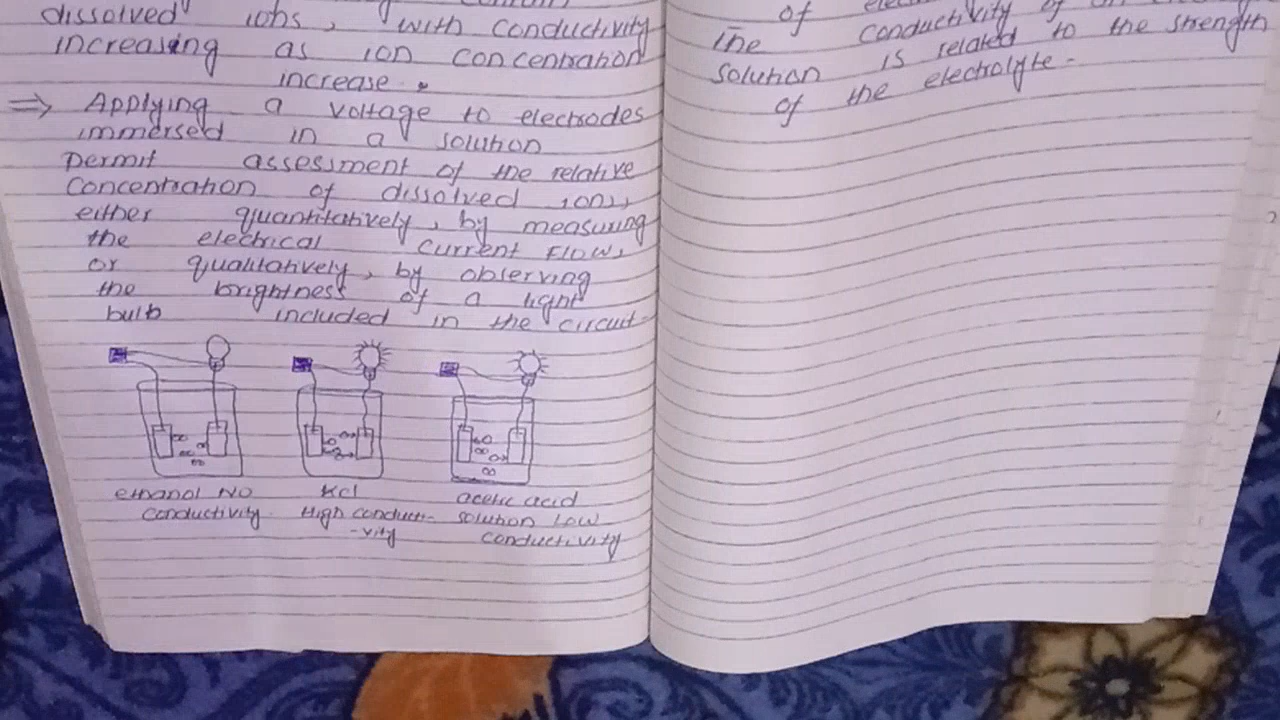 dissolved ions, with conductivity
increasing as ion concentration
increase.
⇒ Applying a voltage to electrodes
immersed in a solution
permit assessment of the relative
concentration of dissolved ions,
either quantitatively, by measuring
the electrical current flow,
or qualitatively, by observing
the brightness of a light
bulb included in the circuit.
ethanol NO
conductivity.
KCl
High conducti-
-vity
acetic acid
solution Low
conductivity
of
The conductivity of
solution is related to the strength
of the electrolyte.